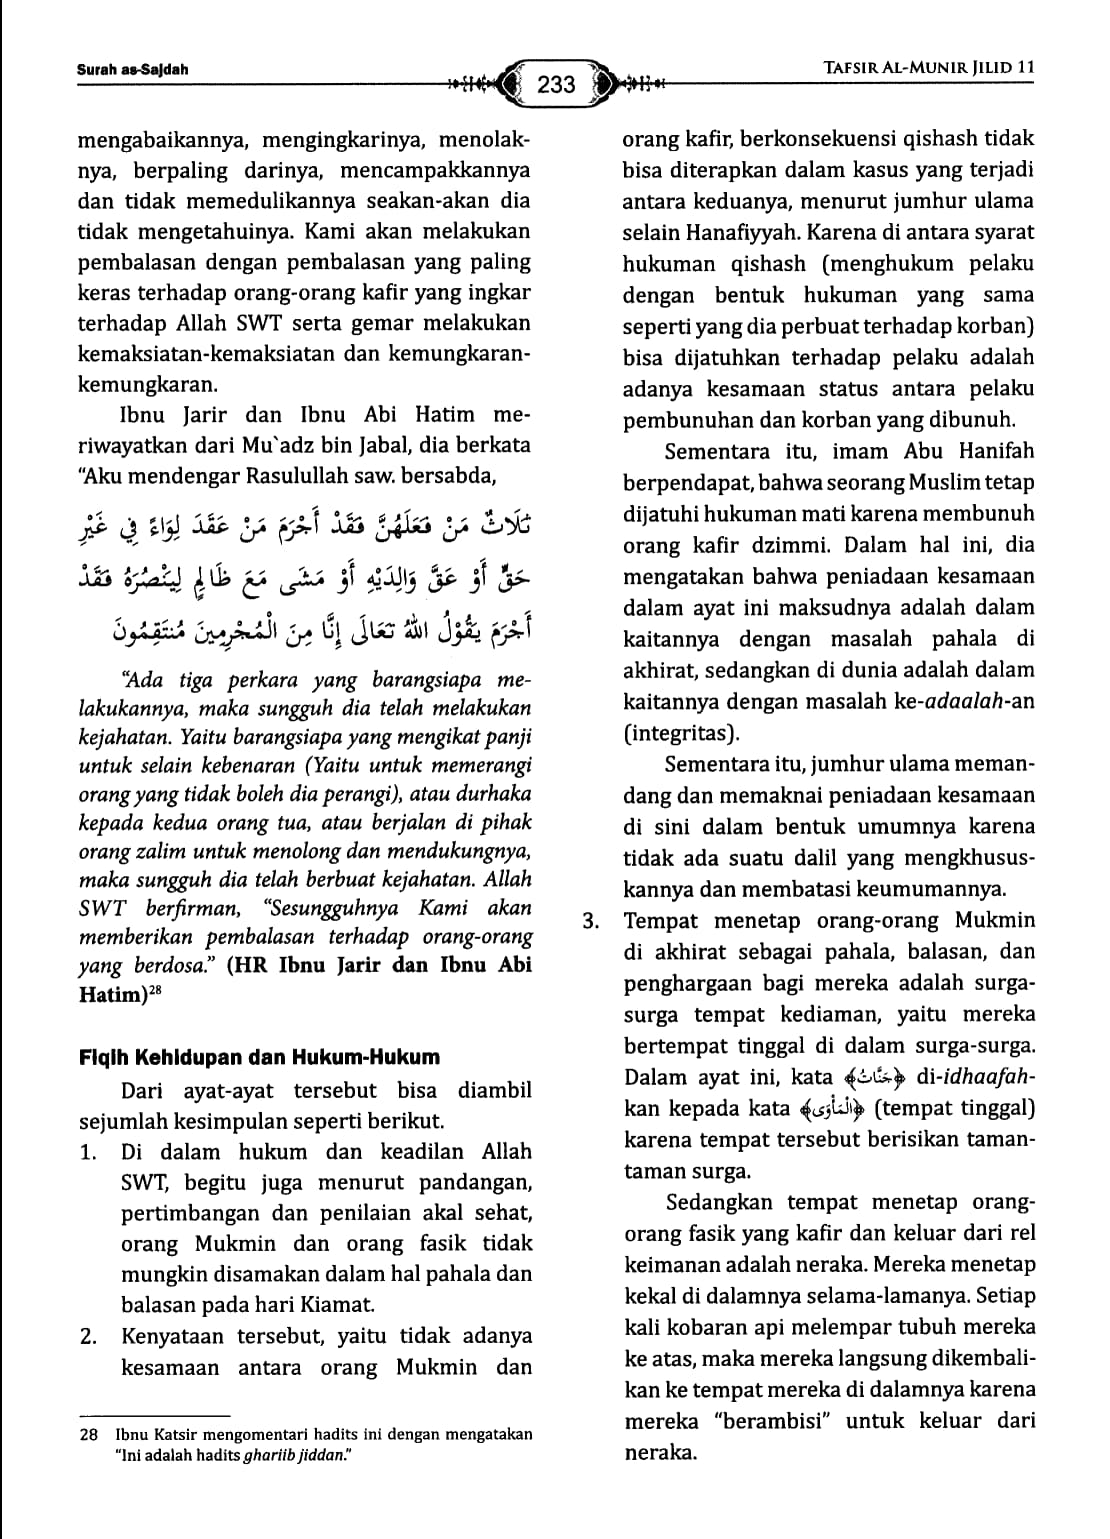 Surah as-Sajdah
233
TAFSIR AL-MUNIR JILID 11
mengabaikannya, mengingkarinya, menolak-
nya, berpaling darinya, mencampakkannya
dan tidak memedulikannya seakan-akan dia
tidak mengetahuinya. Kami akan melakukan
pembalasan dengan pembalasan yang paling
keras terhadap orang-orang kafir yang ingkar
terhadap Allah SWT serta gemar melakukan
kemaksiatan-kemaksiatan dan kemungkaran-
kemungkaran.
Ibnu Jarir dan Ibnu Abi Hatim me-
riwayatkan dari Mu`adz bin Jabal, dia berkata
“Aku mendengar Rasulullah saw. bersabda,
ثَلَاثٌ مَنْ فَعَلَهُنَّ فَقَدْ أَجْرَمَ مَنْ عَقَدَ لِوَاءً فِي غَيْرِ
حَقٍّ أَوْ عَقَّ وَالِدَيْهِ أَوْ مَشَى مَعَ ظَالِمٍ لِيَنْصُرَهُ فَقَدْ
أَجْرَمَ يَقُوْلُ اللهُ تَعَالَى إِنَّا مِنَ الْمُجْرِمِينَ مُنْتَقِمُونَ
“Ada tiga perkara yang barangsiapa me-
lakukannya, maka sungguh dia telah melakukan
kejahatan. Yaitu barangsiapa yang mengikat panji
untuk selain kebenaran (Yaitu untuk memerangi
orang yang tidak boleh dia perangi), atau durhaka
kepada kedua orang tua, atau berjalan di pihak
orang zalim untuk menolong dan mendukungnya,
maka sungguh dia telah berbuat kejahatan. Allah
SWT berfirman, “Sesungguhnya Kami akan
memberikan pembalasan terhadap orang-orang
yang berdosa.” (HR Ibnu Jarir dan Ibnu Abi
Hatim)28
Fiqih Kehidupan dan Hukum-Hukum
Dari ayat-ayat tersebut bisa diambil
sejumlah kesimpulan seperti berikut.
1. Di dalam hukum dan keadilan Allah
SWT, begitu juga menurut pandangan,
pertimbangan dan penilaian akal sehat,
orang Mukmin dan orang fasik tidak
mungkin disamakan dalam hal pahala dan
balasan pada hari Kiamat.
2. Kenyataan tersebut, yaitu tidak adanya
kesamaan antara orang Mukmin dan
28 Ibnu Katsir mengomentari hadits ini dengan mengatakan
“Ini adalah hadits ghariib jiddan.”
orang kafir, berkonsekuensi qishash tidak
bisa diterapkan dalam kasus yang terjadi
antara keduanya, menurut jumhur ulama
selain Hanafiyyah. Karena di antara syarat
hukuman qishash (menghukum pelaku
dengan bentuk hukuman yang sama
seperti yang dia perbuat terhadap korban)
bisa dijatuhkan terhadap pelaku adalah
adanya kesamaan status antara pelaku
pembunuhan dan korban yang dibunuh.
Sementara itu, imam Abu Hanifah
berpendapat, bahwa seorang Muslim tetap
dijatuhi hukuman mati karena membunuh
orang kafir dzimmi. Dalam hal ini, dia
mengatakan bahwa peniadaan kesamaan
dalam ayat ini maksudnya adalah dalam
kaitannya dengan masalah pahala di
akhirat, sedangkan di dunia adalah dalam
kaitannya dengan masalah ke-adaalah-an
(integritas).
Sementara itu, jumhur ulama meman-
dang dan memaknai peniadaan kesamaan
di sini dalam bentuk umumnya karena
tidak ada suatu dalil yang mengkhusus-
kannya dan membatasi keumumannya.
3. Tempat menetap orang-orang Mukmin
di akhirat sebagai pahala, balasan, dan
penghargaan bagi mereka adalah surga-
surga tempat kediaman, yaitu mereka
bertempat tinggal di dalam surga-surga.
Dalam ayat ini, kata ﴿جَنَّاتُ﴾ di-idhaafah-
kan kepada kata ﴿الْمَأْوَى﴾ (tempat tinggal)
karena tempat tersebut berisikan taman-
taman surga.
Sedangkan tempat menetap orang-
orang fasik yang kafir dan keluar dari rel
keimanan adalah neraka. Mereka menetap
kekal di dalamnya selama-lamanya. Setiap
kali kobaran api melempar tubuh mereka
ke atas, maka mereka langsung dikembali-
kan ke tempat mereka di dalamnya karena
mereka “berambisi” untuk keluar dari
neraka.